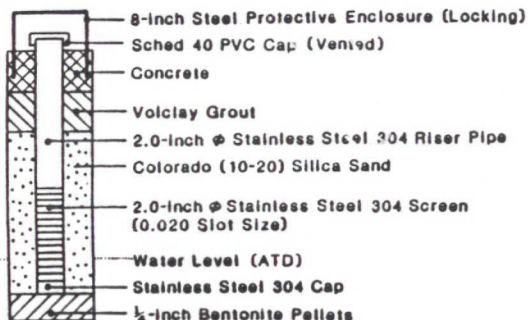 8-inch Steel Protective Enclosure (Locking)
Sched 40 PVC Cap (Vented)
Concrete
Volclay Grout
2.0-inch ⌀ Stainless Steel 304 Riser Pipe
Colorado (10-20) Silica Sand
2.0-inch ⌀ Stainless Steel 304 Screen
(0.020 Slot Size)
Water Level (ATD)
Stainless Steel 304 Cap
-inch Bentonite Pellets